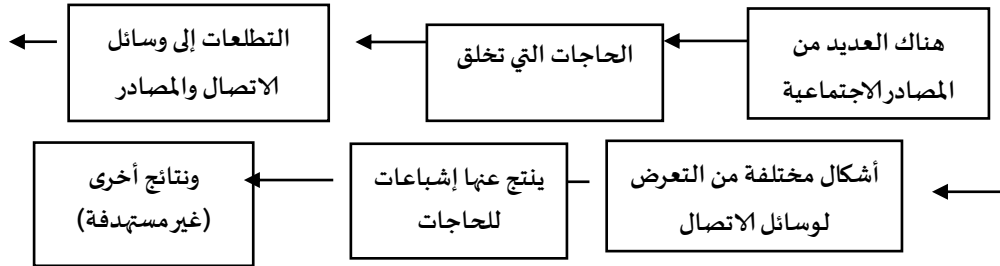 هناك العديد من
المصادر الاجتماعية
الحاجات التي تخلق
التطلعات إلى وسائل
الاتصال والمصادر
أشكال مختلفة من التعرض
لوسائل الاتصال
ينتج عنها إشباعات
للحاجات
ونتائج أخرى
(غير مستهدفة)